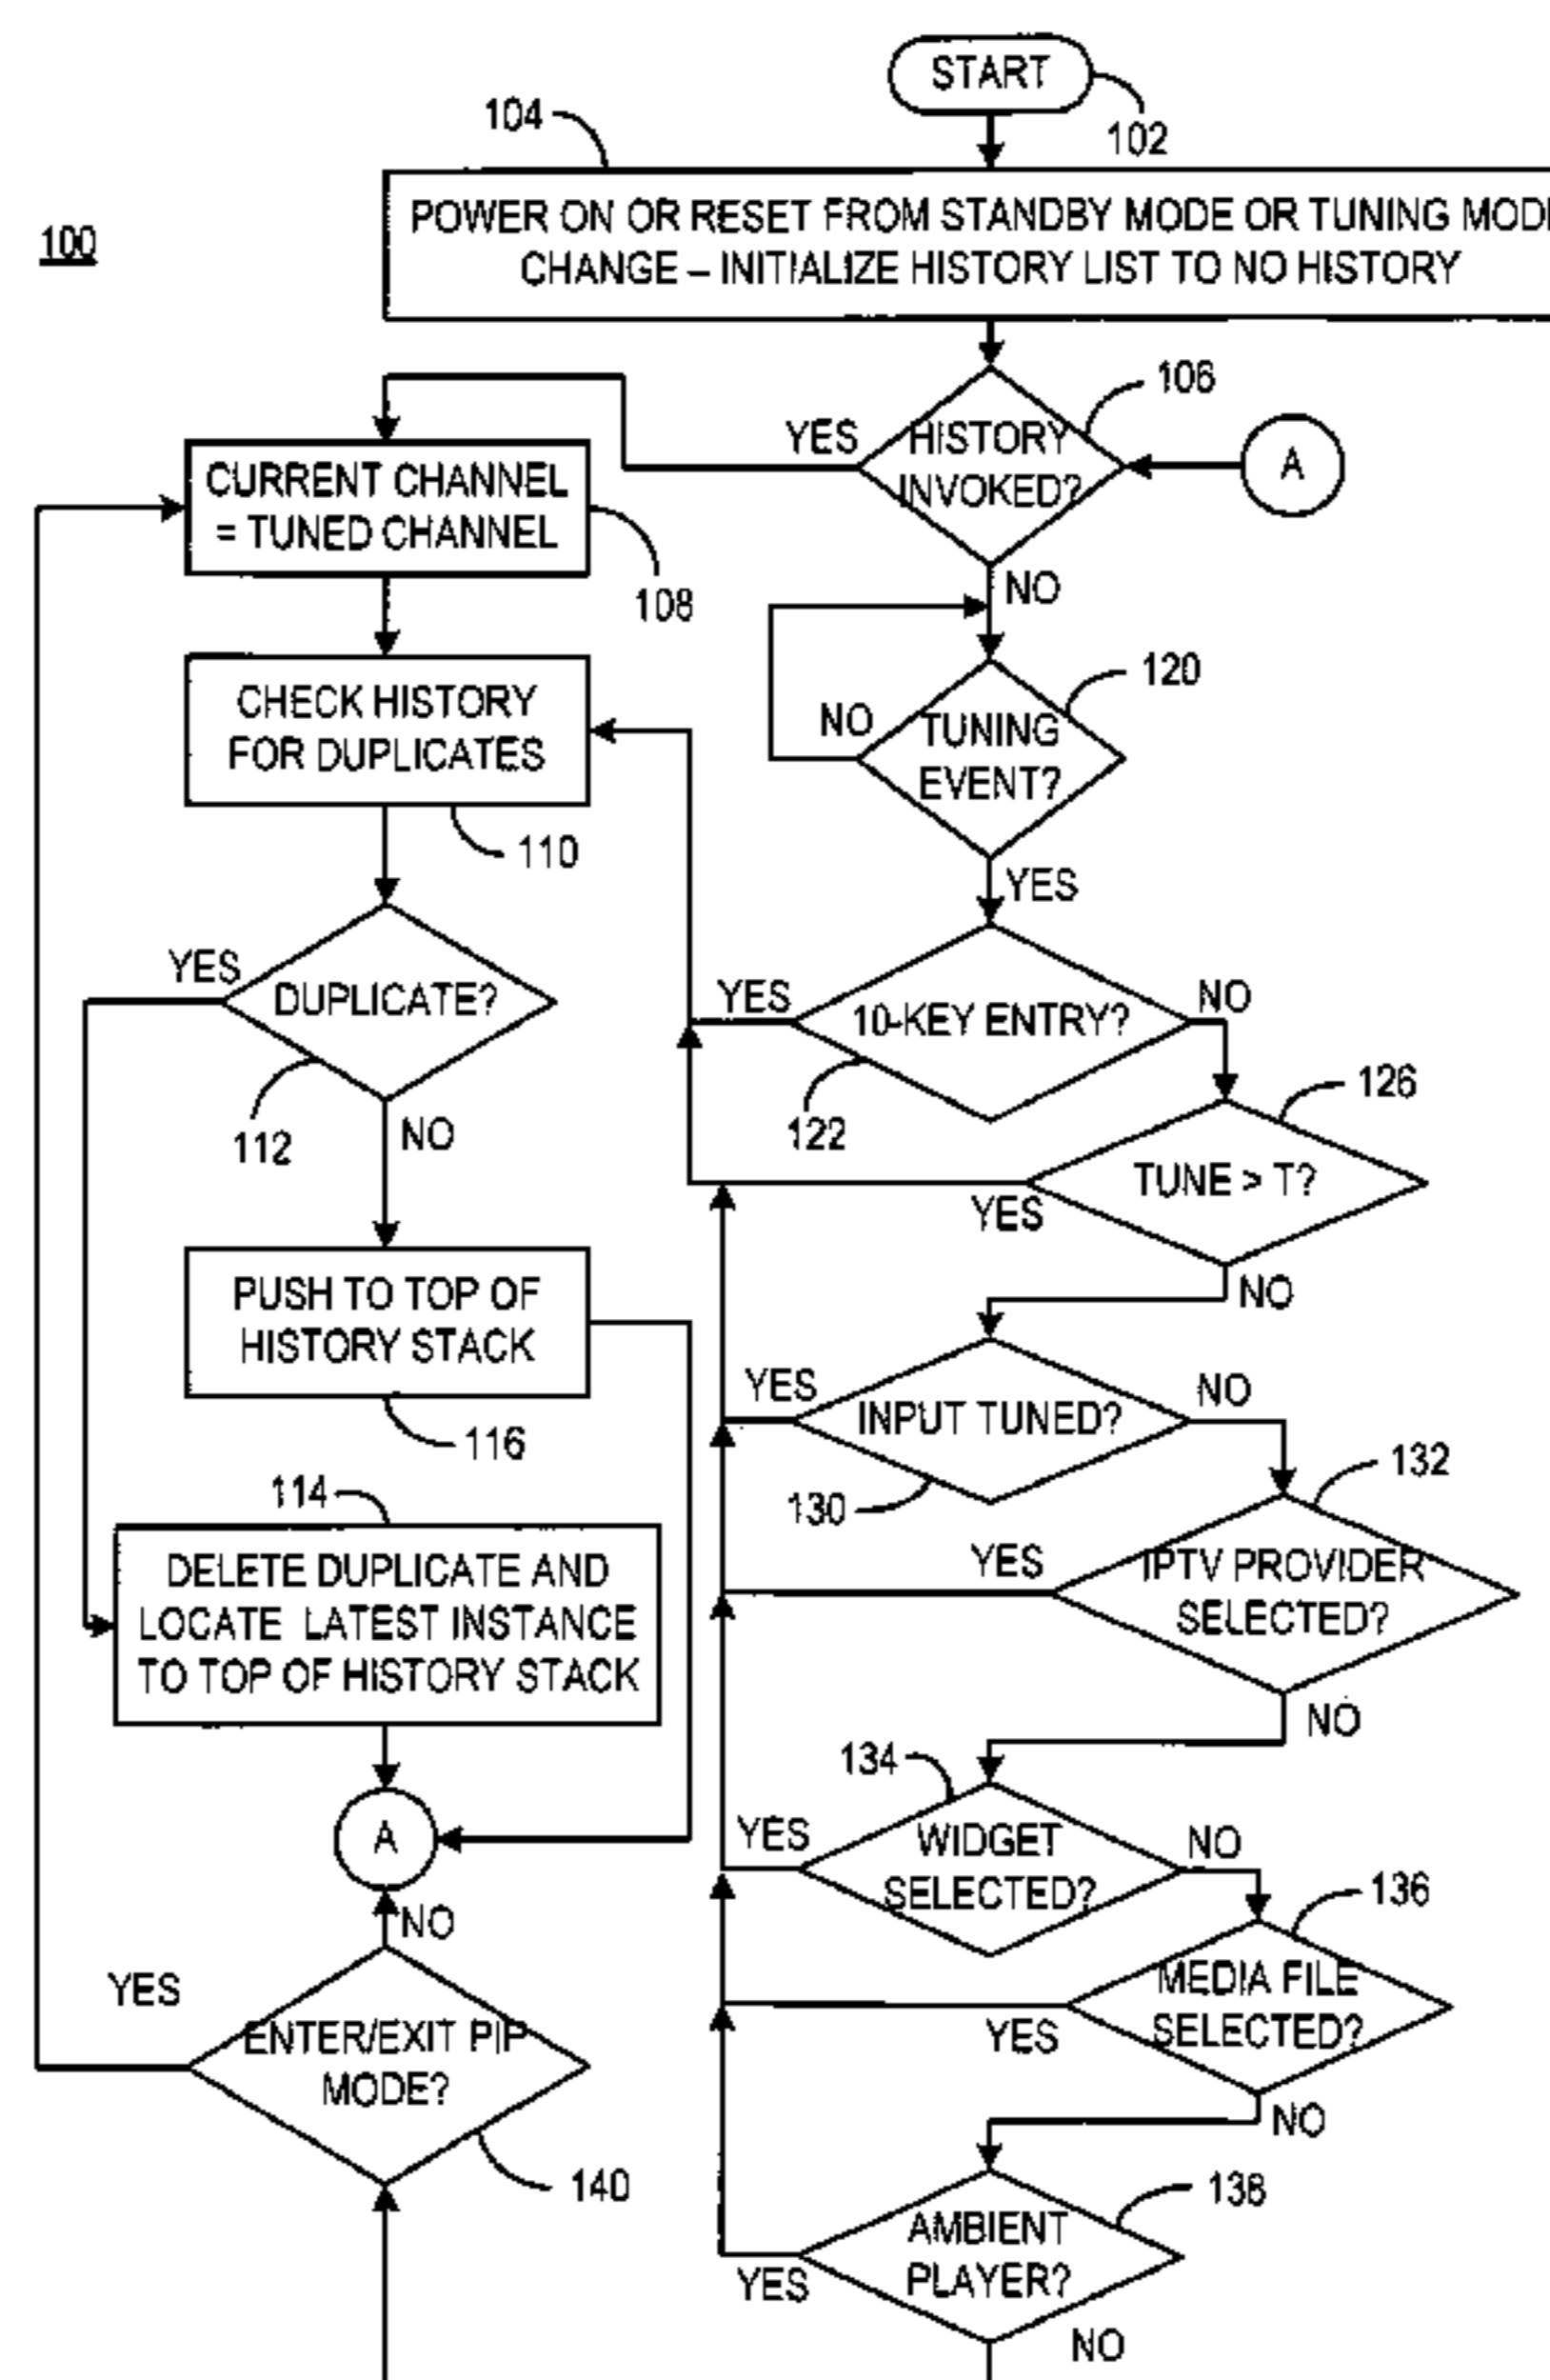 START
102
104
100
POWER ON OR RESET FROM STANDBY MODE OR TUNING MODE
CHANGE – INITIALIZE HISTORY LIST TO NO HISTORY
106
YES
HISTORY
INVOKED?
A
CURRENT CHANNEL
= TUNED CHANNEL
108
NO
CHECK HISTORY
FOR DUPLICATES
110
120
NO
TUNING
EVENT?
YES
YES
DUPLICATE?
112
NO
YES
10-KEY ENTRY?
NO
122
126
TUNE > T?
YES
NO
PUSH TO TOP OF
HISTORY STACK
116
YES
INPUT TUNED?
NO
130
132
114
DELETE DUPLICATE AND
LOCATE LATEST INSTANCE
TO TOP OF HISTORY STACK
YES
IPTV PROVIDER
SELECTED?
NO
134
A
YES
WIDGET
SELECTED?
NO
136
NO
YES
ENTER/EXIT PIP
MODE?
140
MEDIA FILE
SELECTED?
YES
NO
138
AMBIENT
PLAYER?
YES
NO